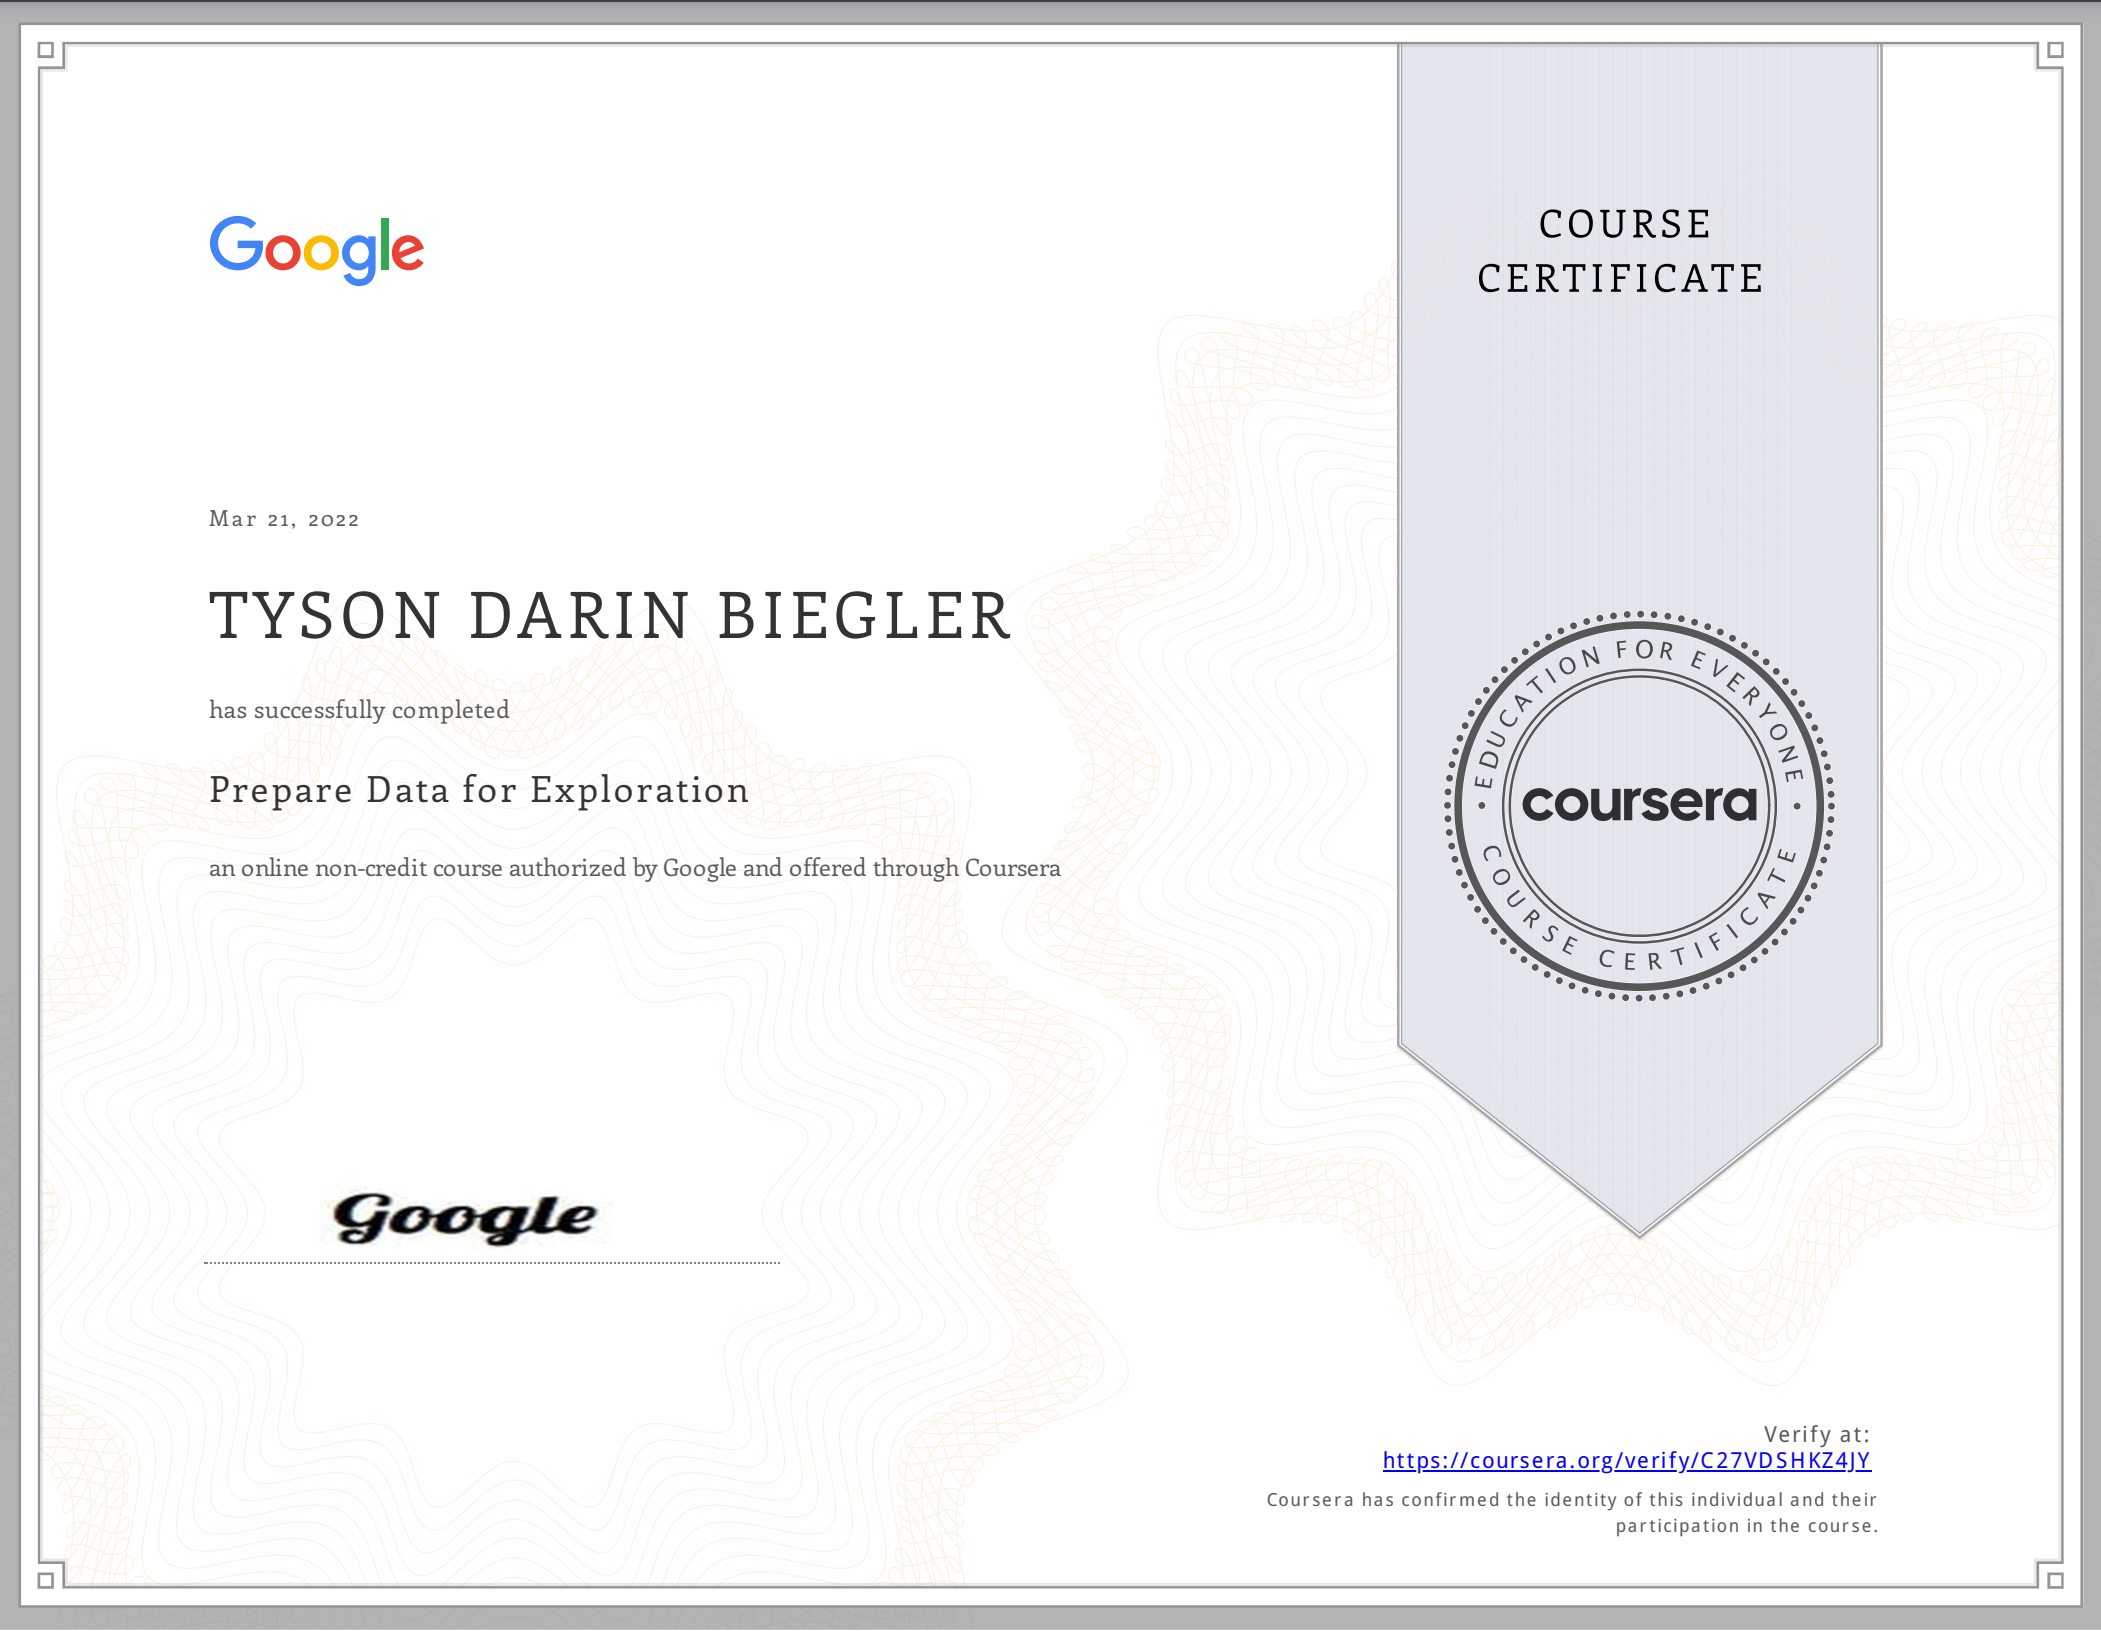 Google
COURSE
CERTIFICATE
Mar 21, 2022
TYSON DARIN BIEGLER
has successfully completed
Prepare Data for Exploration
an online non-credit course authorized by Google and offered through Coursera
EDUCATION FOR EVERYONE
coursera
COURSE CERTIFICATE
Google
Verify at:
https://coursera.org/verify/C27VDSHKZ4JY
Coursera has confirmed the identity of this individual and their
participation in the course.